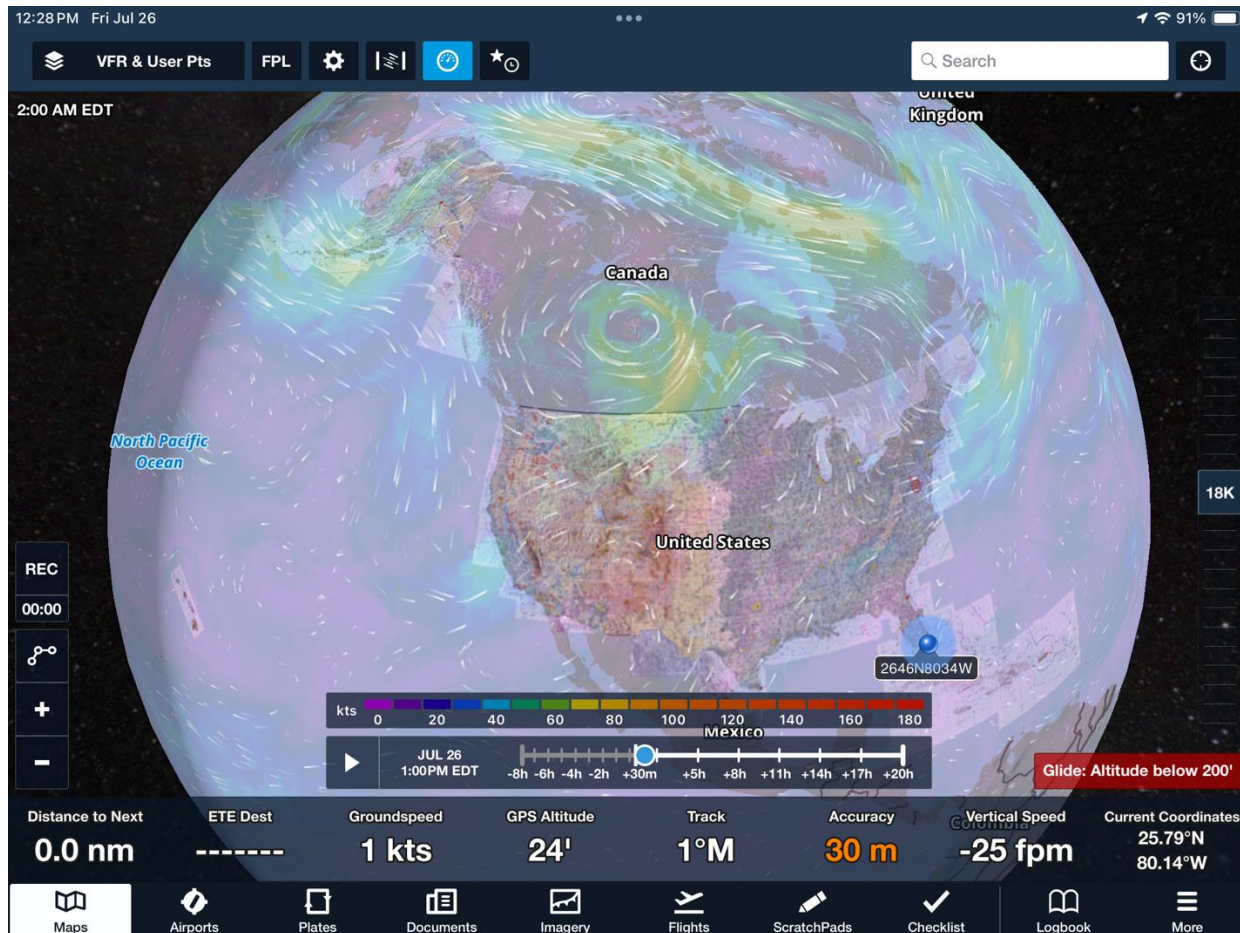 12:28 PM Fri Jul 26
91%
VFR & User Pts
FPL
Search
2:00 AM EDT
United
Kingdom
Canada
North Pacific
Ocean
18K
United States
REC
00:00
2646N8034W
kts 0 20 40 60 80 100 120 140 160 180
Mexico
JUL 26
1:00PM EDT
-8h -6h -4h -2h +30m +5h +8h +11h +14h +17h +20h
Glide: Altitude below 200'
Colombia
Distance to Next
0.0 nm
ETE Dest
-------
Groundspeed
1 kts
GPS Altitude
24'
Track
1°M
Accuracy
30 m
Vertical Speed
-25 fpm
Current Coordinates
25.79°N
80.14°W
Maps
Airports
Plates
Documents
Imagery
Flights
ScratchPads
Checklist
Logbook
More